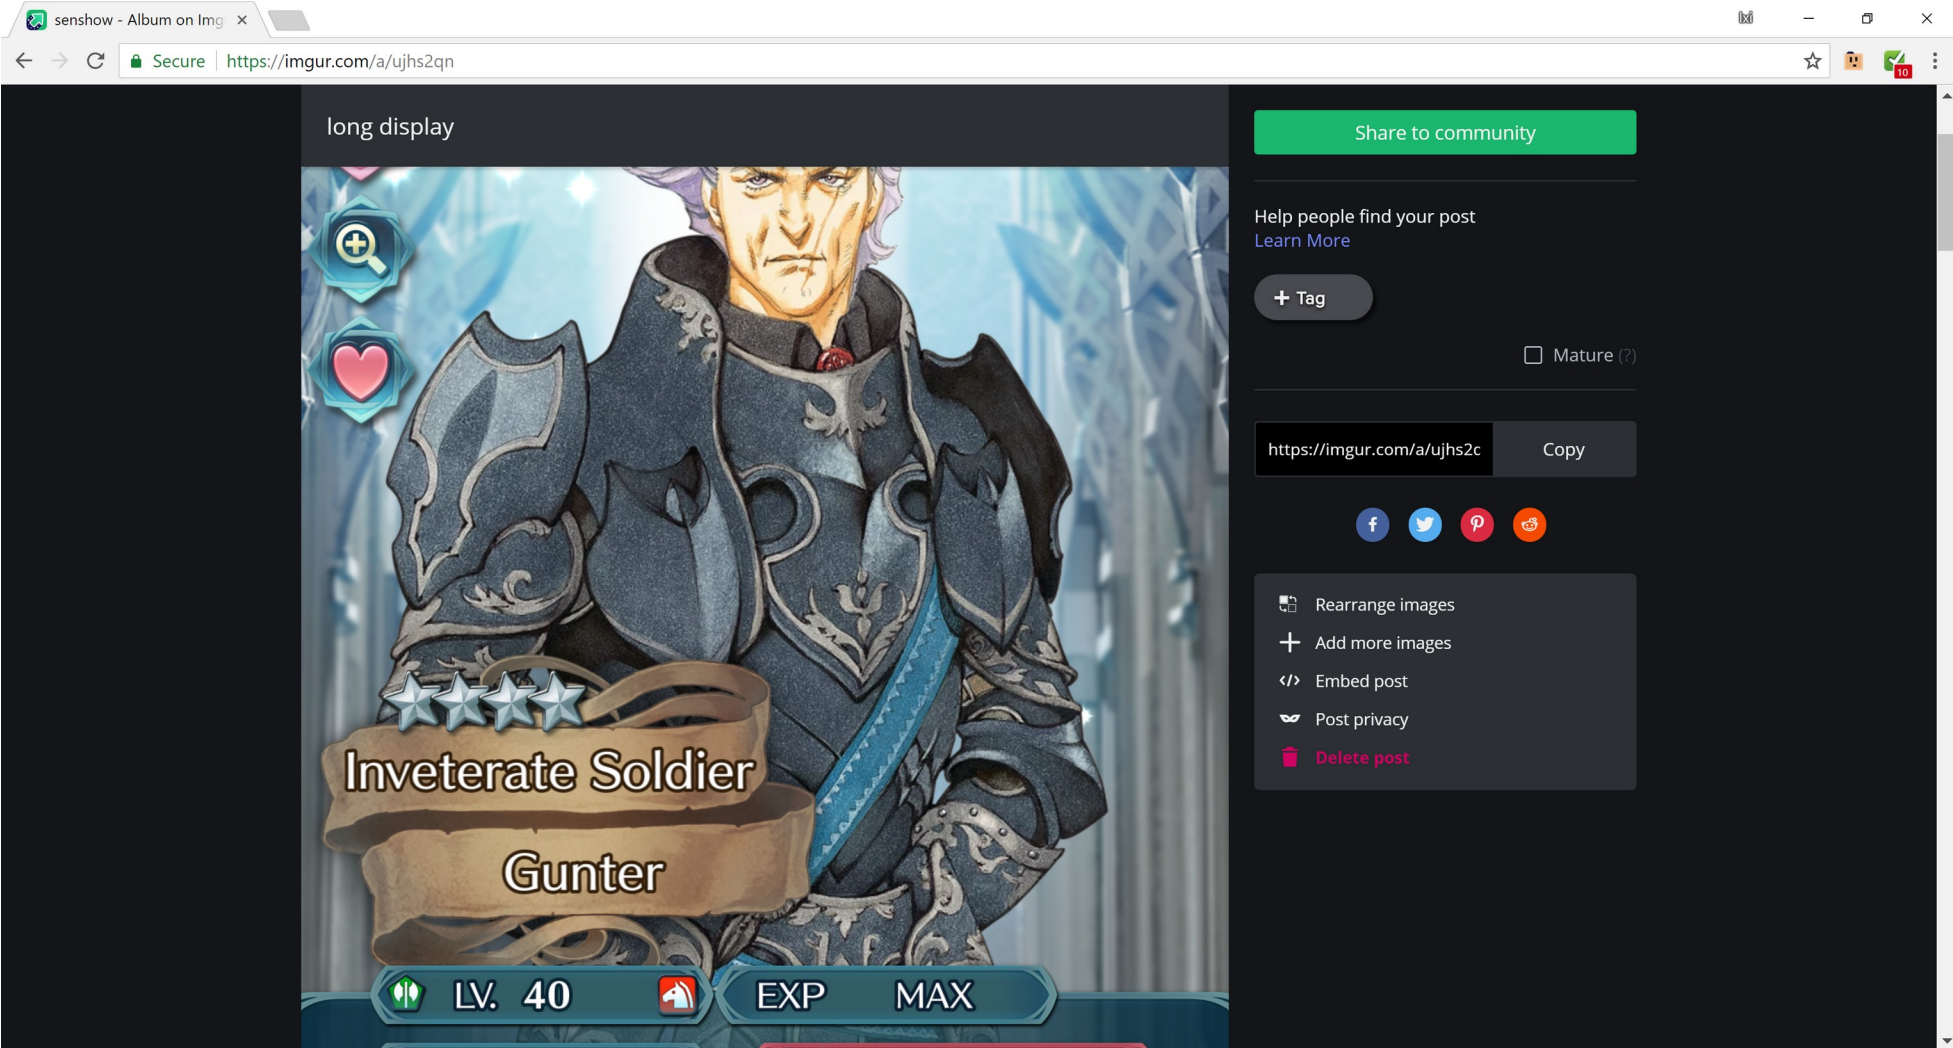 senshow - Album on Img
Secure
https://imgur.com/a/ujhs2qn
10
long display
Share to community
Help people find your post
Learn More
+ Tag
Mature (?)
https://imgur.com/a/ujhs2c
Copy
Rearrange images
Add more images
Embed post
Post privacy
Delete post
Inveterate Soldier
Gunter
LV. 40
EXP MAX